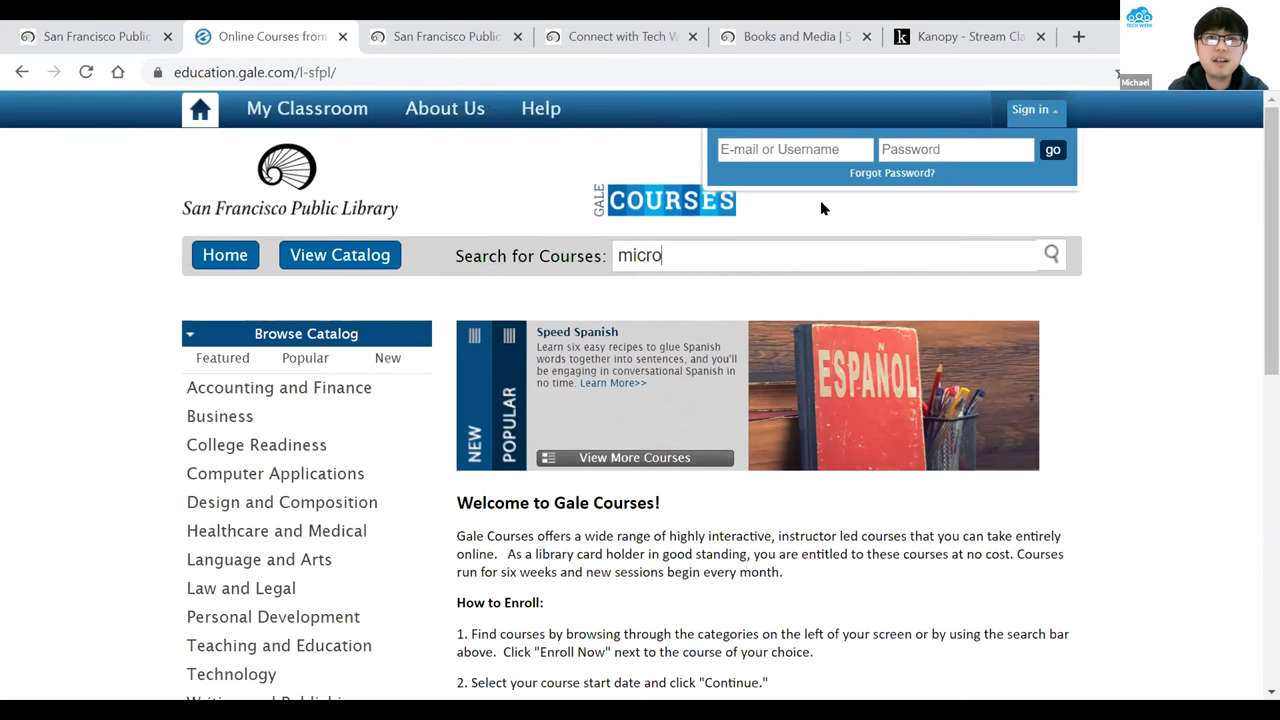 San Francisco Public
Online Courses from
San Francisco Public
Connect with Tech W
Books and Media | S
Kanopy - Stream Cla
TECH WEEK
Michael
education.gale.com/l-sfpl/
My Classroom
About Us
Help
Sign in
E-mail or Username
Password
go
Forgot Password?
San Francisco Public Library
GALE COURSES
Home
View Catalog
Search for Courses:
micro
Browse Catalog
Featured
Popular
New
Accounting and Finance
Business
College Readiness
Computer Applications
Design and Composition
Healthcare and Medical
Language and Arts
Law and Legal
Personal Development
Teaching and Education
Technology
NEW
POPULAR
Speed Spanish
Learn six easy recipes to glue Spanish
words together into sentences, and you'll
be engaging in conversational Spanish in
no time. Learn More>>
View More Courses
ESPAÑOL
Welcome to Gale Courses!
Gale Courses offers a wide range of highly interactive, instructor led courses that you can take entirely
online. As a library card holder in good standing, you are entitled to these courses at no cost. Courses
run for six weeks and new sessions begin every month.
How to Enroll:
1. Find courses by browsing through the categories on the left of your screen or by using the search bar
above. Click "Enroll Now" next to the course of your choice.
2. Select your course start date and click "Continue."